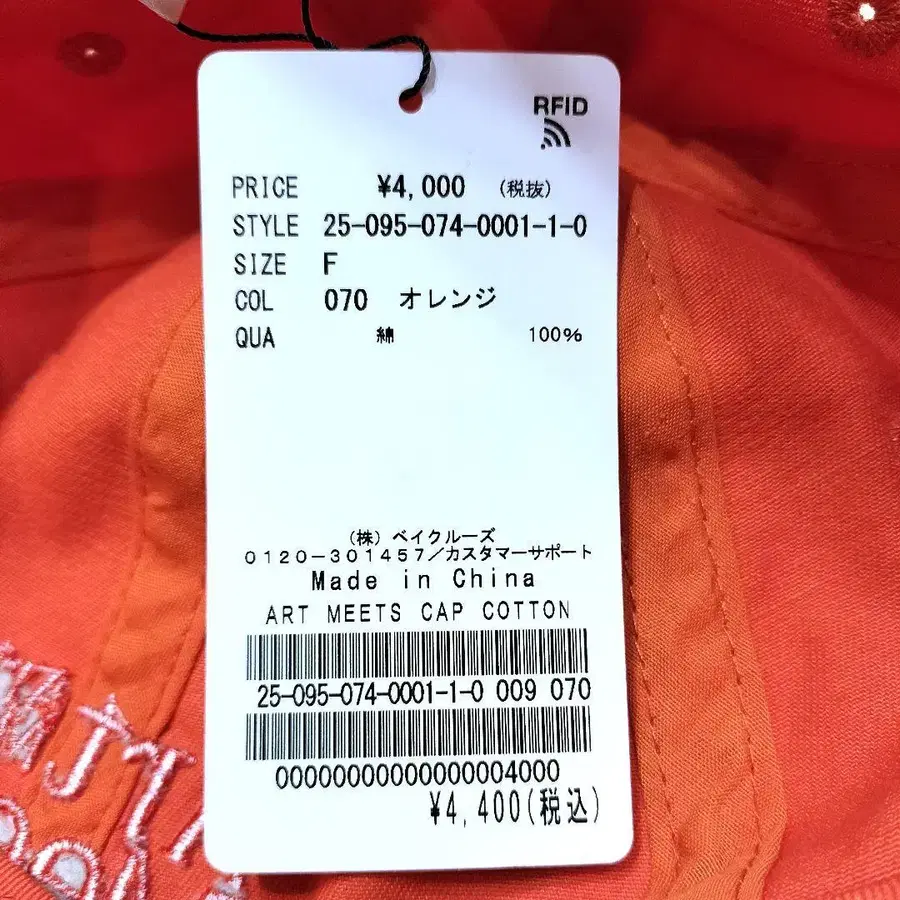 RFID
PRICE ¥4,000 (税抜)
STYLE 25-095-074-0001-1-0
SIZE F
COL 070 オレンジ
QUA 綿 100%
(株) ベイクルーズ
0120-301457/カスタマーサポート
Made in China
ART MEETS CAP COTTON
25-095-074-0001-1-0 009 070
00000000000000004000
¥4,400(税込)